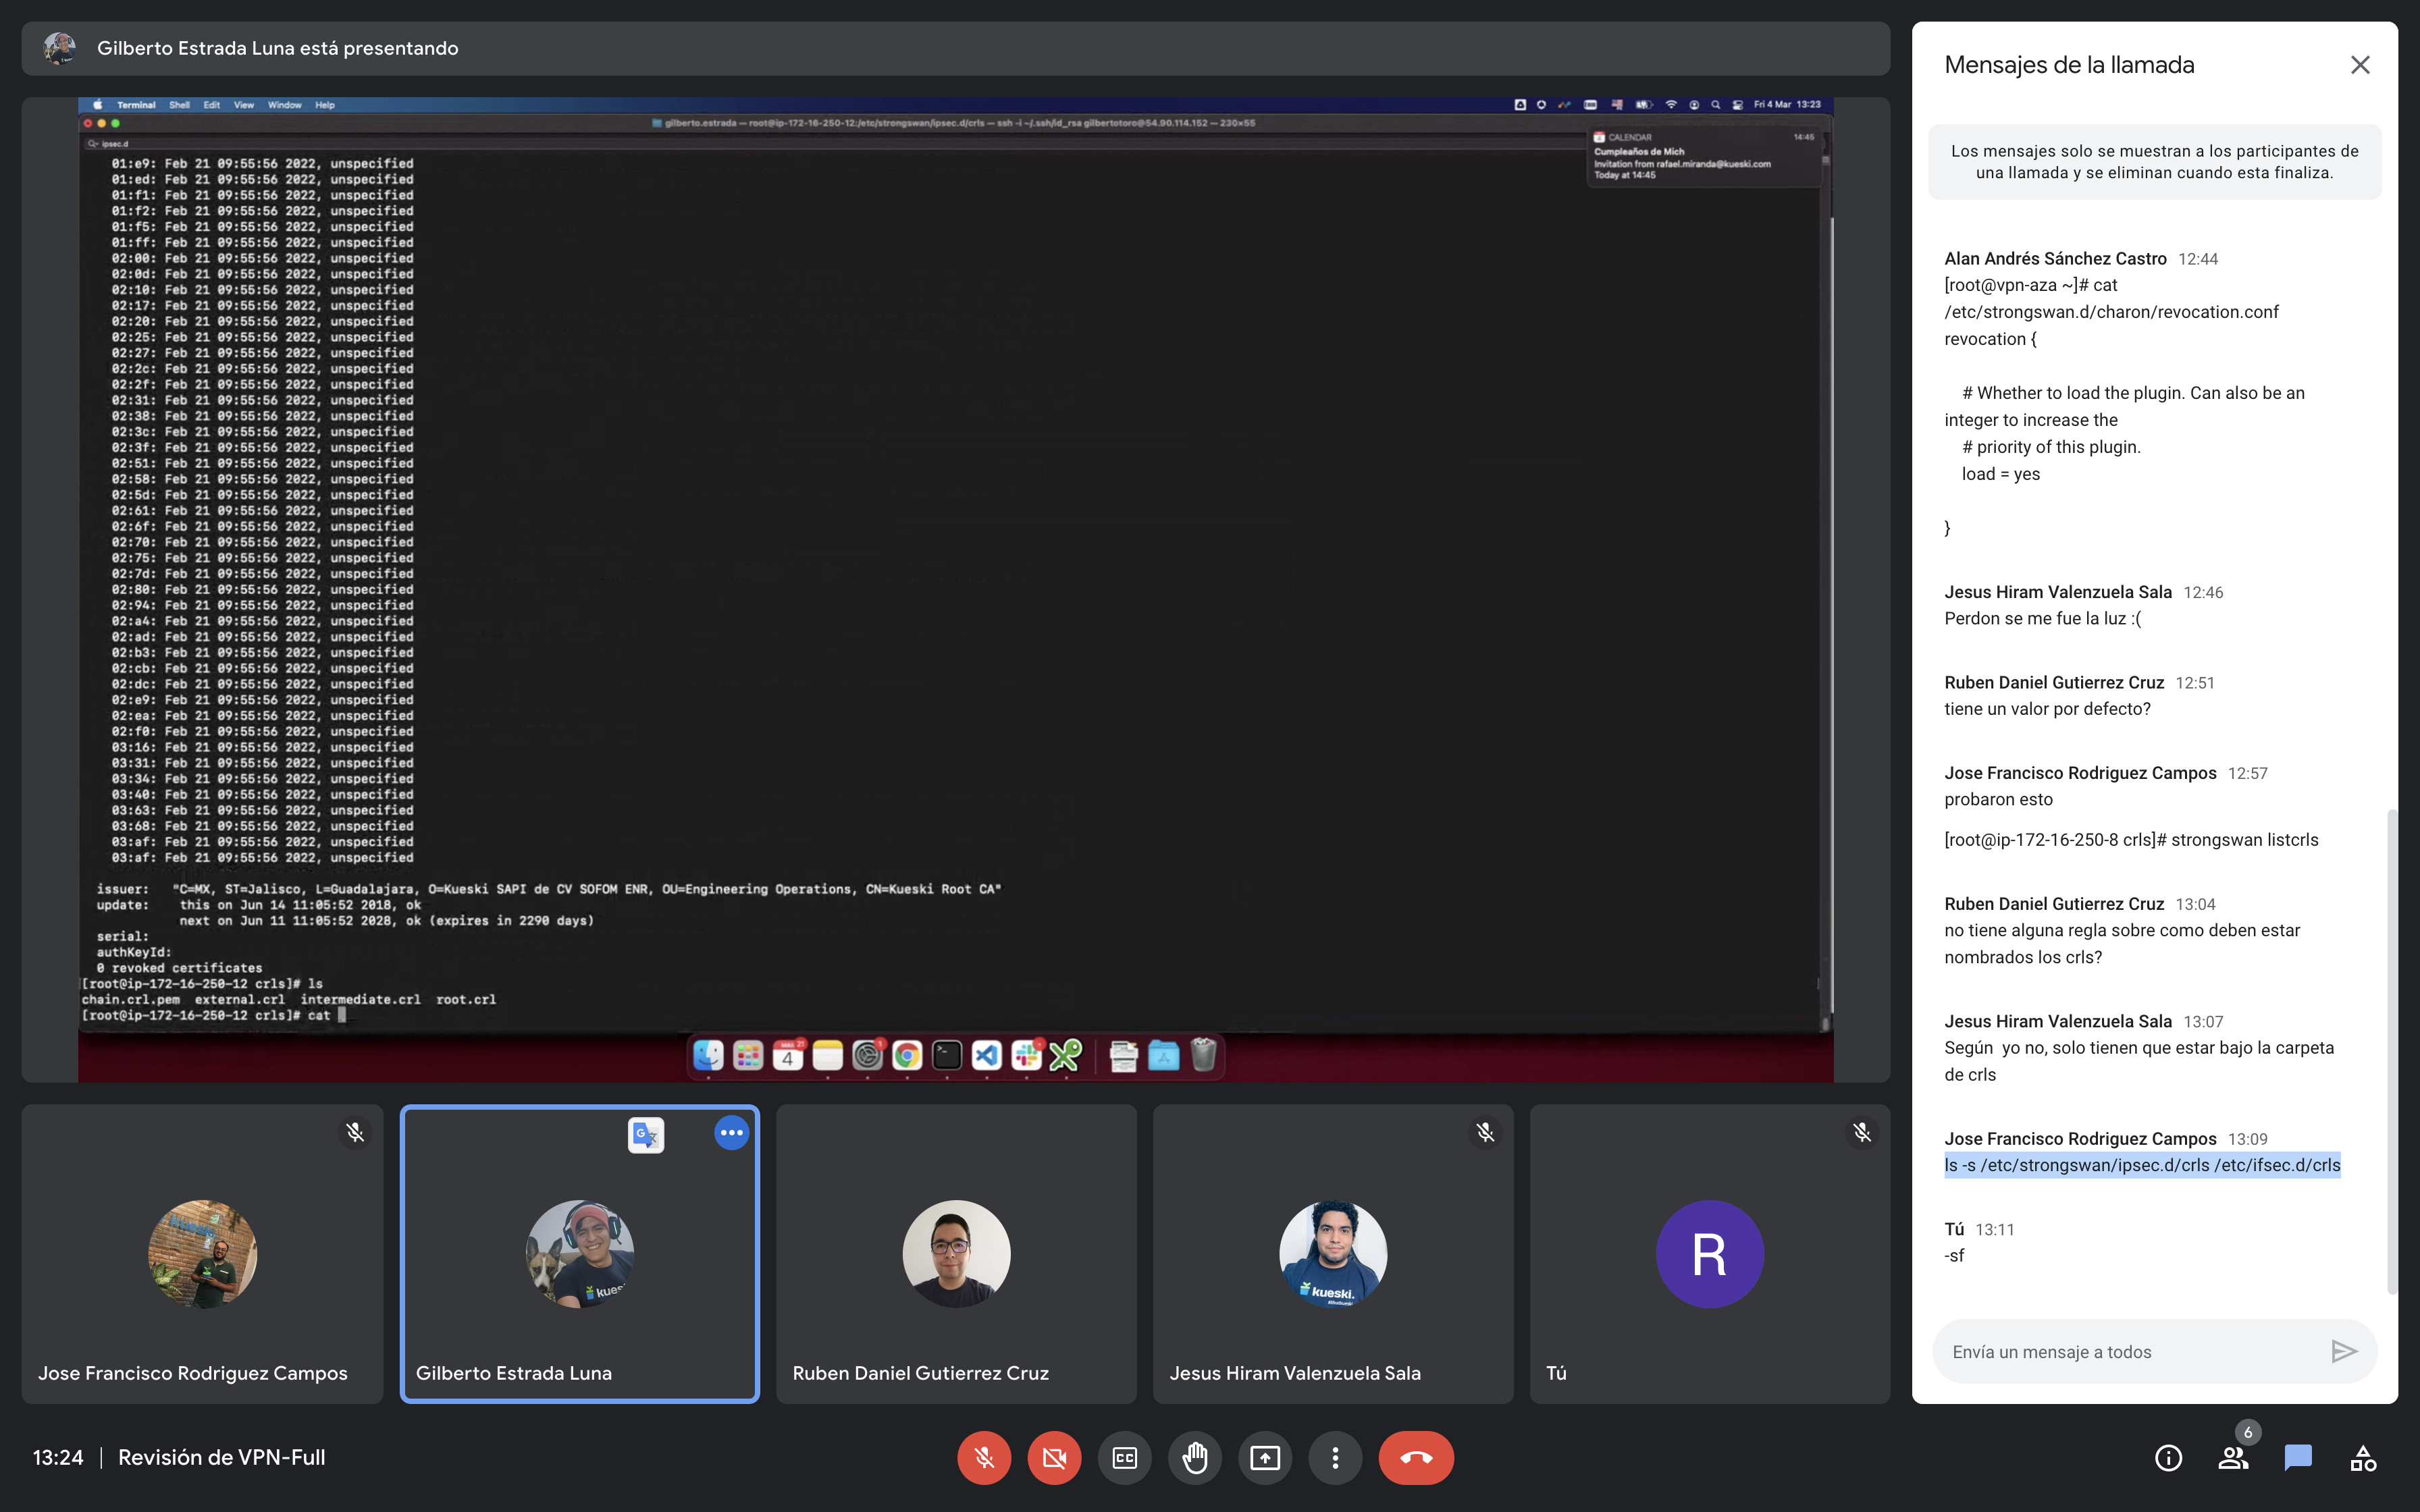 Gilberto Estrada Luna está presentando
Terminal Shell Edit View Window Help
Fri 4 Mar 13:23
gilberto.estrada — root@ip-172-16-250-12:/etc/strongswan/ipsec.d/crls — ssh -i ~/.ssh/id_rsa gilbertotoro@54.90.114.152 — 230×55
ipsec.d
CALENDAR 14:45
Cumpleaños de Mich
Invitation from rafael.miranda@kueski.com
Today at 14:45
01:e9: Feb 21 09:55:56 2022, unspecified
01:ed: Feb 21 09:55:56 2022, unspecified
01:f1: Feb 21 09:55:56 2022, unspecified
01:f2: Feb 21 09:55:56 2022, unspecified
01:f5: Feb 21 09:55:56 2022, unspecified
01:ff: Feb 21 09:55:56 2022, unspecified
02:00: Feb 21 09:55:56 2022, unspecified
02:0d: Feb 21 09:55:56 2022, unspecified
02:10: Feb 21 09:55:56 2022, unspecified
02:17: Feb 21 09:55:56 2022, unspecified
02:20: Feb 21 09:55:56 2022, unspecified
02:25: Feb 21 09:55:56 2022, unspecified
02:27: Feb 21 09:55:56 2022, unspecified
02:2c: Feb 21 09:55:56 2022, unspecified
02:2f: Feb 21 09:55:56 2022, unspecified
02:31: Feb 21 09:55:56 2022, unspecified
02:38: Feb 21 09:55:56 2022, unspecified
02:3c: Feb 21 09:55:56 2022, unspecified
02:3f: Feb 21 09:55:56 2022, unspecified
02:51: Feb 21 09:55:56 2022, unspecified
02:58: Feb 21 09:55:56 2022, unspecified
02:5d: Feb 21 09:55:56 2022, unspecified
02:61: Feb 21 09:55:56 2022, unspecified
02:6f: Feb 21 09:55:56 2022, unspecified
02:70: Feb 21 09:55:56 2022, unspecified
02:75: Feb 21 09:55:56 2022, unspecified
02:7d: Feb 21 09:55:56 2022, unspecified
02:80: Feb 21 09:55:56 2022, unspecified
02:94: Feb 21 09:55:56 2022, unspecified
02:a4: Feb 21 09:55:56 2022, unspecified
02:ad: Feb 21 09:55:56 2022, unspecified
02:b3: Feb 21 09:55:56 2022, unspecified
02:cb: Feb 21 09:55:56 2022, unspecified
02:dc: Feb 21 09:55:56 2022, unspecified
02:e9: Feb 21 09:55:56 2022, unspecified
02:ea: Feb 21 09:55:56 2022, unspecified
02:f0: Feb 21 09:55:56 2022, unspecified
03:16: Feb 21 09:55:56 2022, unspecified
03:31: Feb 21 09:55:56 2022, unspecified
03:34: Feb 21 09:55:56 2022, unspecified
03:40: Feb 21 09:55:56 2022, unspecified
03:63: Feb 21 09:55:56 2022, unspecified
03:68: Feb 21 09:55:56 2022, unspecified
03:af: Feb 21 09:55:56 2022, unspecified
03:af: Feb 21 09:55:56 2022, unspecified
issuer: "C=MX, ST=Jalisco, L=Guadalajara, O=Kueski SAPI de CV SOFOM ENR, OU=Engineering Operations, CN=Kueski Root CA"
update: this on Jun 14 11:05:52 2018, ok
next on Jun 11 11:05:52 2028, ok (expires in 2290 days)
serial:
authKeyId:
0 revoked certificates
[root@ip-172-16-250-12 crls]# ls
chain.crl.pem external.crl intermediate.crl root.crl
[root@ip-172-16-250-12 crls]# cat
Jose Francisco Rodriguez Campos
Gilberto Estrada Luna
kueski.
Ruben Daniel Gutierrez Cruz
Jesus Hiram Valenzuela Sala
R
Tú
13:24 | Revisión de VPN-Full
6
Mensajes de la llamada
Los mensajes solo se muestran a los participantes de
una llamada y se eliminan cuando esta finaliza.
Alan Andrés Sánchez Castro 12:44
[root@vpn-aza ~]# cat
/etc/strongswan.d/charon/revocation.conf
revocation {
# Whether to load the plugin. Can also be an
integer to increase the
# priority of this plugin.
load = yes
}
Jesus Hiram Valenzuela Sala 12:46
Perdon se me fue la luz :(
Ruben Daniel Gutierrez Cruz 12:51
tiene un valor por defecto?
Jose Francisco Rodriguez Campos 12:57
probaron esto
[root@ip-172-16-250-8 crls]# strongswan listcrls
Ruben Daniel Gutierrez Cruz 13:04
no tiene alguna regla sobre como deben estar
nombrados los crls?
Jesus Hiram Valenzuela Sala 13:07
Según yo no, solo tienen que estar bajo la carpeta
de crls
Jose Francisco Rodriguez Campos 13:09
ls -s /etc/strongswan/ipsec.d/crls /etc/ifsec.d/crls
Tú 13:11
-sf
Envía un mensaje a todos